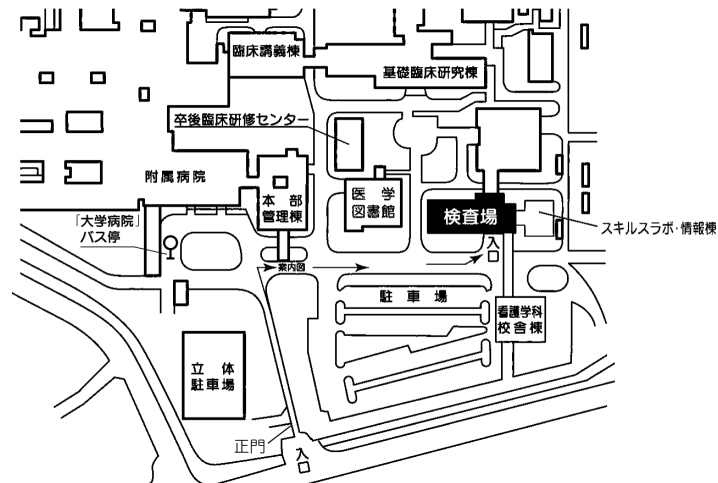 臨床講義棟
基礎臨床研究棟
卒後臨床研修センター
附属病院
本部
管理棟
医学
図書館
検査場
「大学病院」
バス停
スキルスラボ・情報棟
入口
案内図
駐車場
看護学科
校舎棟
立体
駐車場
正門
入口